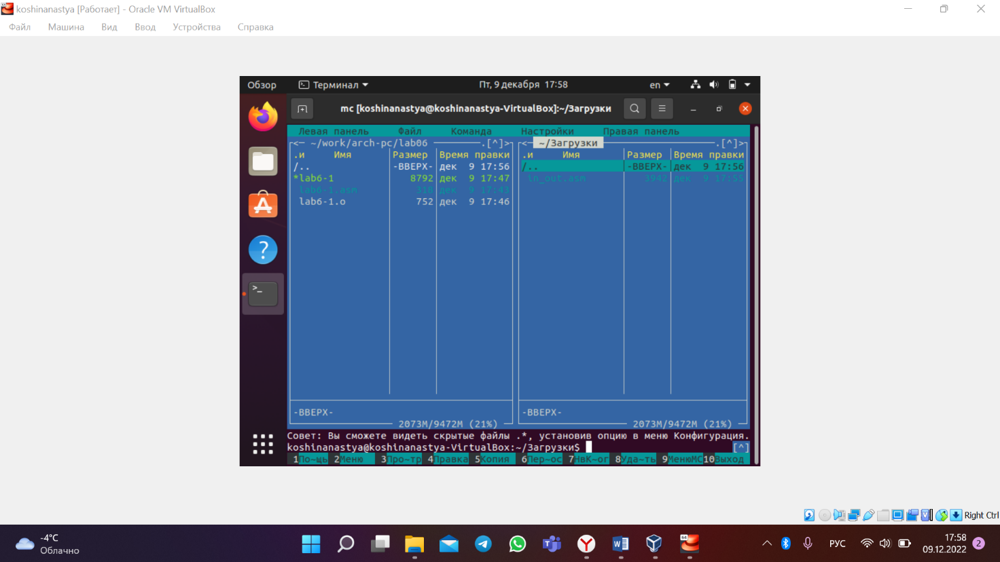 koshinanastya [Работает] - Oracle VM VirtualBox
Файл Машина Вид Ввод Устройства Справка
Обзор Терминал Пт, 9 декабря 17:58 en
mc [koshinanastya@koshinanastya-VirtualBox]:~/Загрузки
Левая панель Файл Команда Настройки Правая панель
<─ ~/work/arch-pc/lab06 ─.[^]> <─ ~/Загрузки ─.[^]>
.и Имя Размер Время правки .и Имя Размер Время правки
/.. -ВВЕРХ- дек 9 17:56 /.. -ВВЕРХ- дек 9 17:56
*lab6-1 8792 дек 9 17:47 in_out.asm 3942 дек 9 17:55
lab6-1.asm 318 дек 9 17:43
lab6-1.o 752 дек 9 17:46
-ВВЕРХ- -ВВЕРХ-
2073M/9472M (21%) 2073M/9472M (21%)
Совет: Вы сможете видеть скрытые файлы .*, установив опцию в меню Конфигурация.
koshinanastya@koshinanastya-VirtualBox:~/Загрузки$ [^]
1По~щь 2Меню 3Про~тр 4Правка 5Копия 6Пер~ос 7НвК~ог 8Уда~ть 9МенюMC 10Выход
Right Ctrl
-4°C
Облачно
РУС
17:58
09.12.2022
2